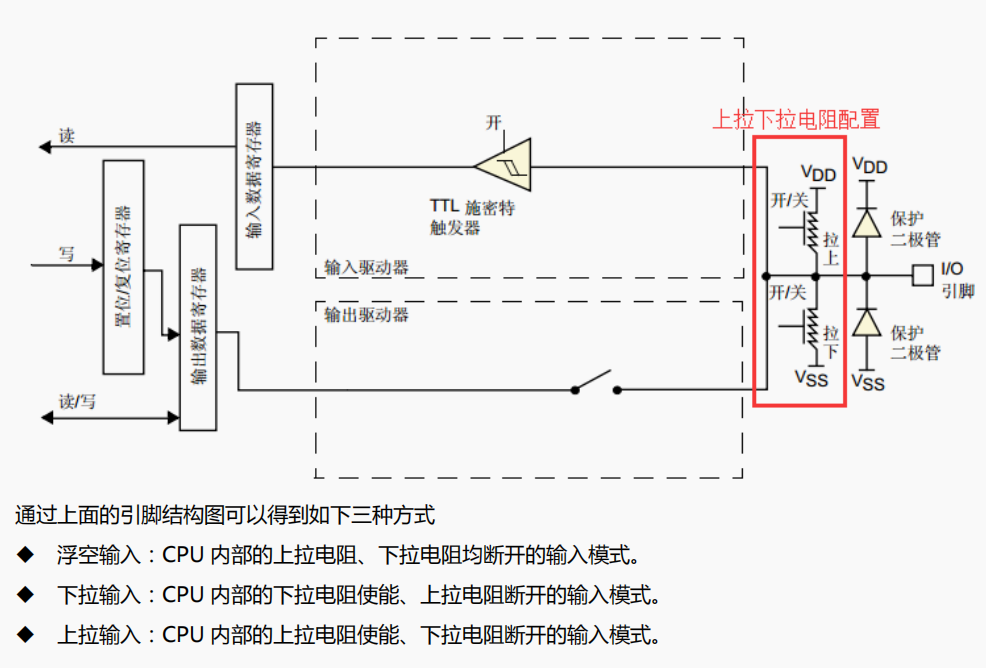 上拉下拉电阻配置
读
输入数据寄存器
开
TTL 施密特
触发器
输入驱动器
VDD
开/关
拉
上
VDD
保护
二极管
I/O
引脚
写
置位/复位寄存器
输出数据寄存器
输出驱动器
开/关
拉
下
VSS
保护
二极管
VSS
读/写
通过上面的引脚结构图可以得到如下三种方式
◆ 浮空输入：CPU 内部的上拉电阻、下拉电阻均断开的输入模式。
◆ 下拉输入：CPU 内部的下拉电阻使能、上拉电阻断开的输入模式。
◆ 上拉输入：CPU 内部的上拉电阻使能、下拉电阻断开的输入模式。